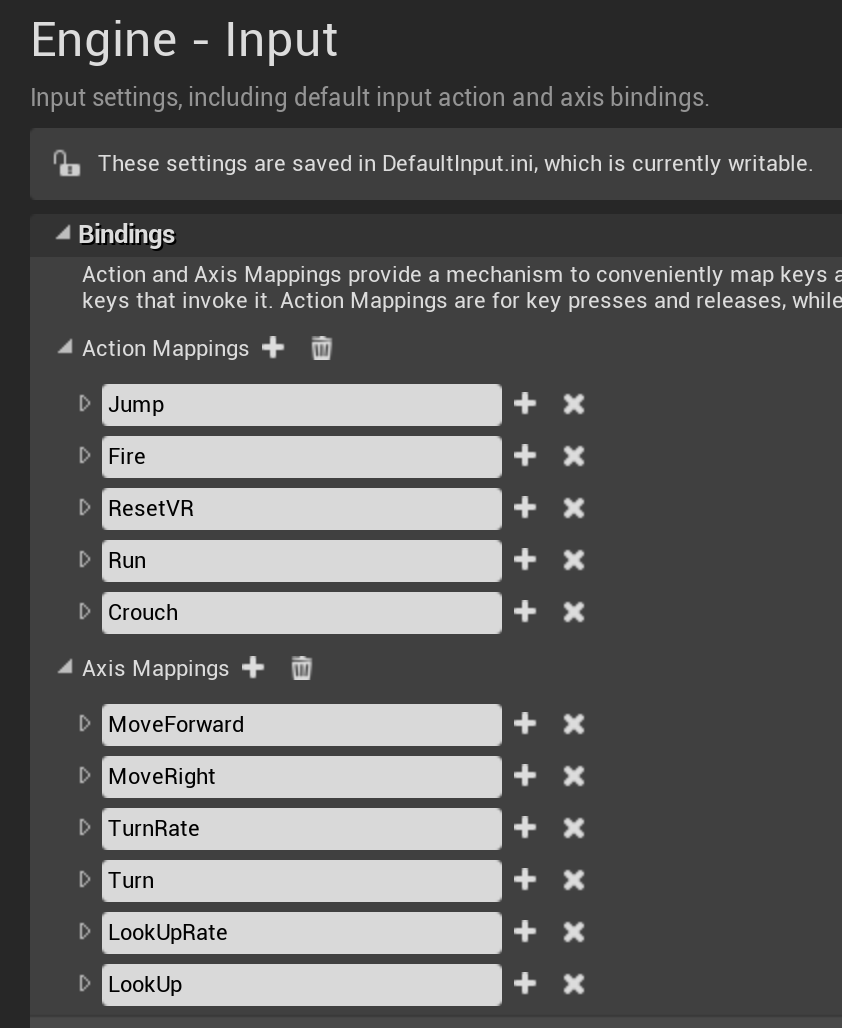 Engine - Input
Input settings, including default input action and axis bindings.
These settings are saved in DefaultInput.ini, which is currently writable.
Bindings
Action and Axis Mappings provide a mechanism to conveniently map keys a
keys that invoke it. Action Mappings are for key presses and releases, while
Action Mappings
Jump
Fire
ResetVR
Run
Crouch
Axis Mappings
MoveForward
MoveRight
TurnRate
Turn
LookUpRate
LookUp